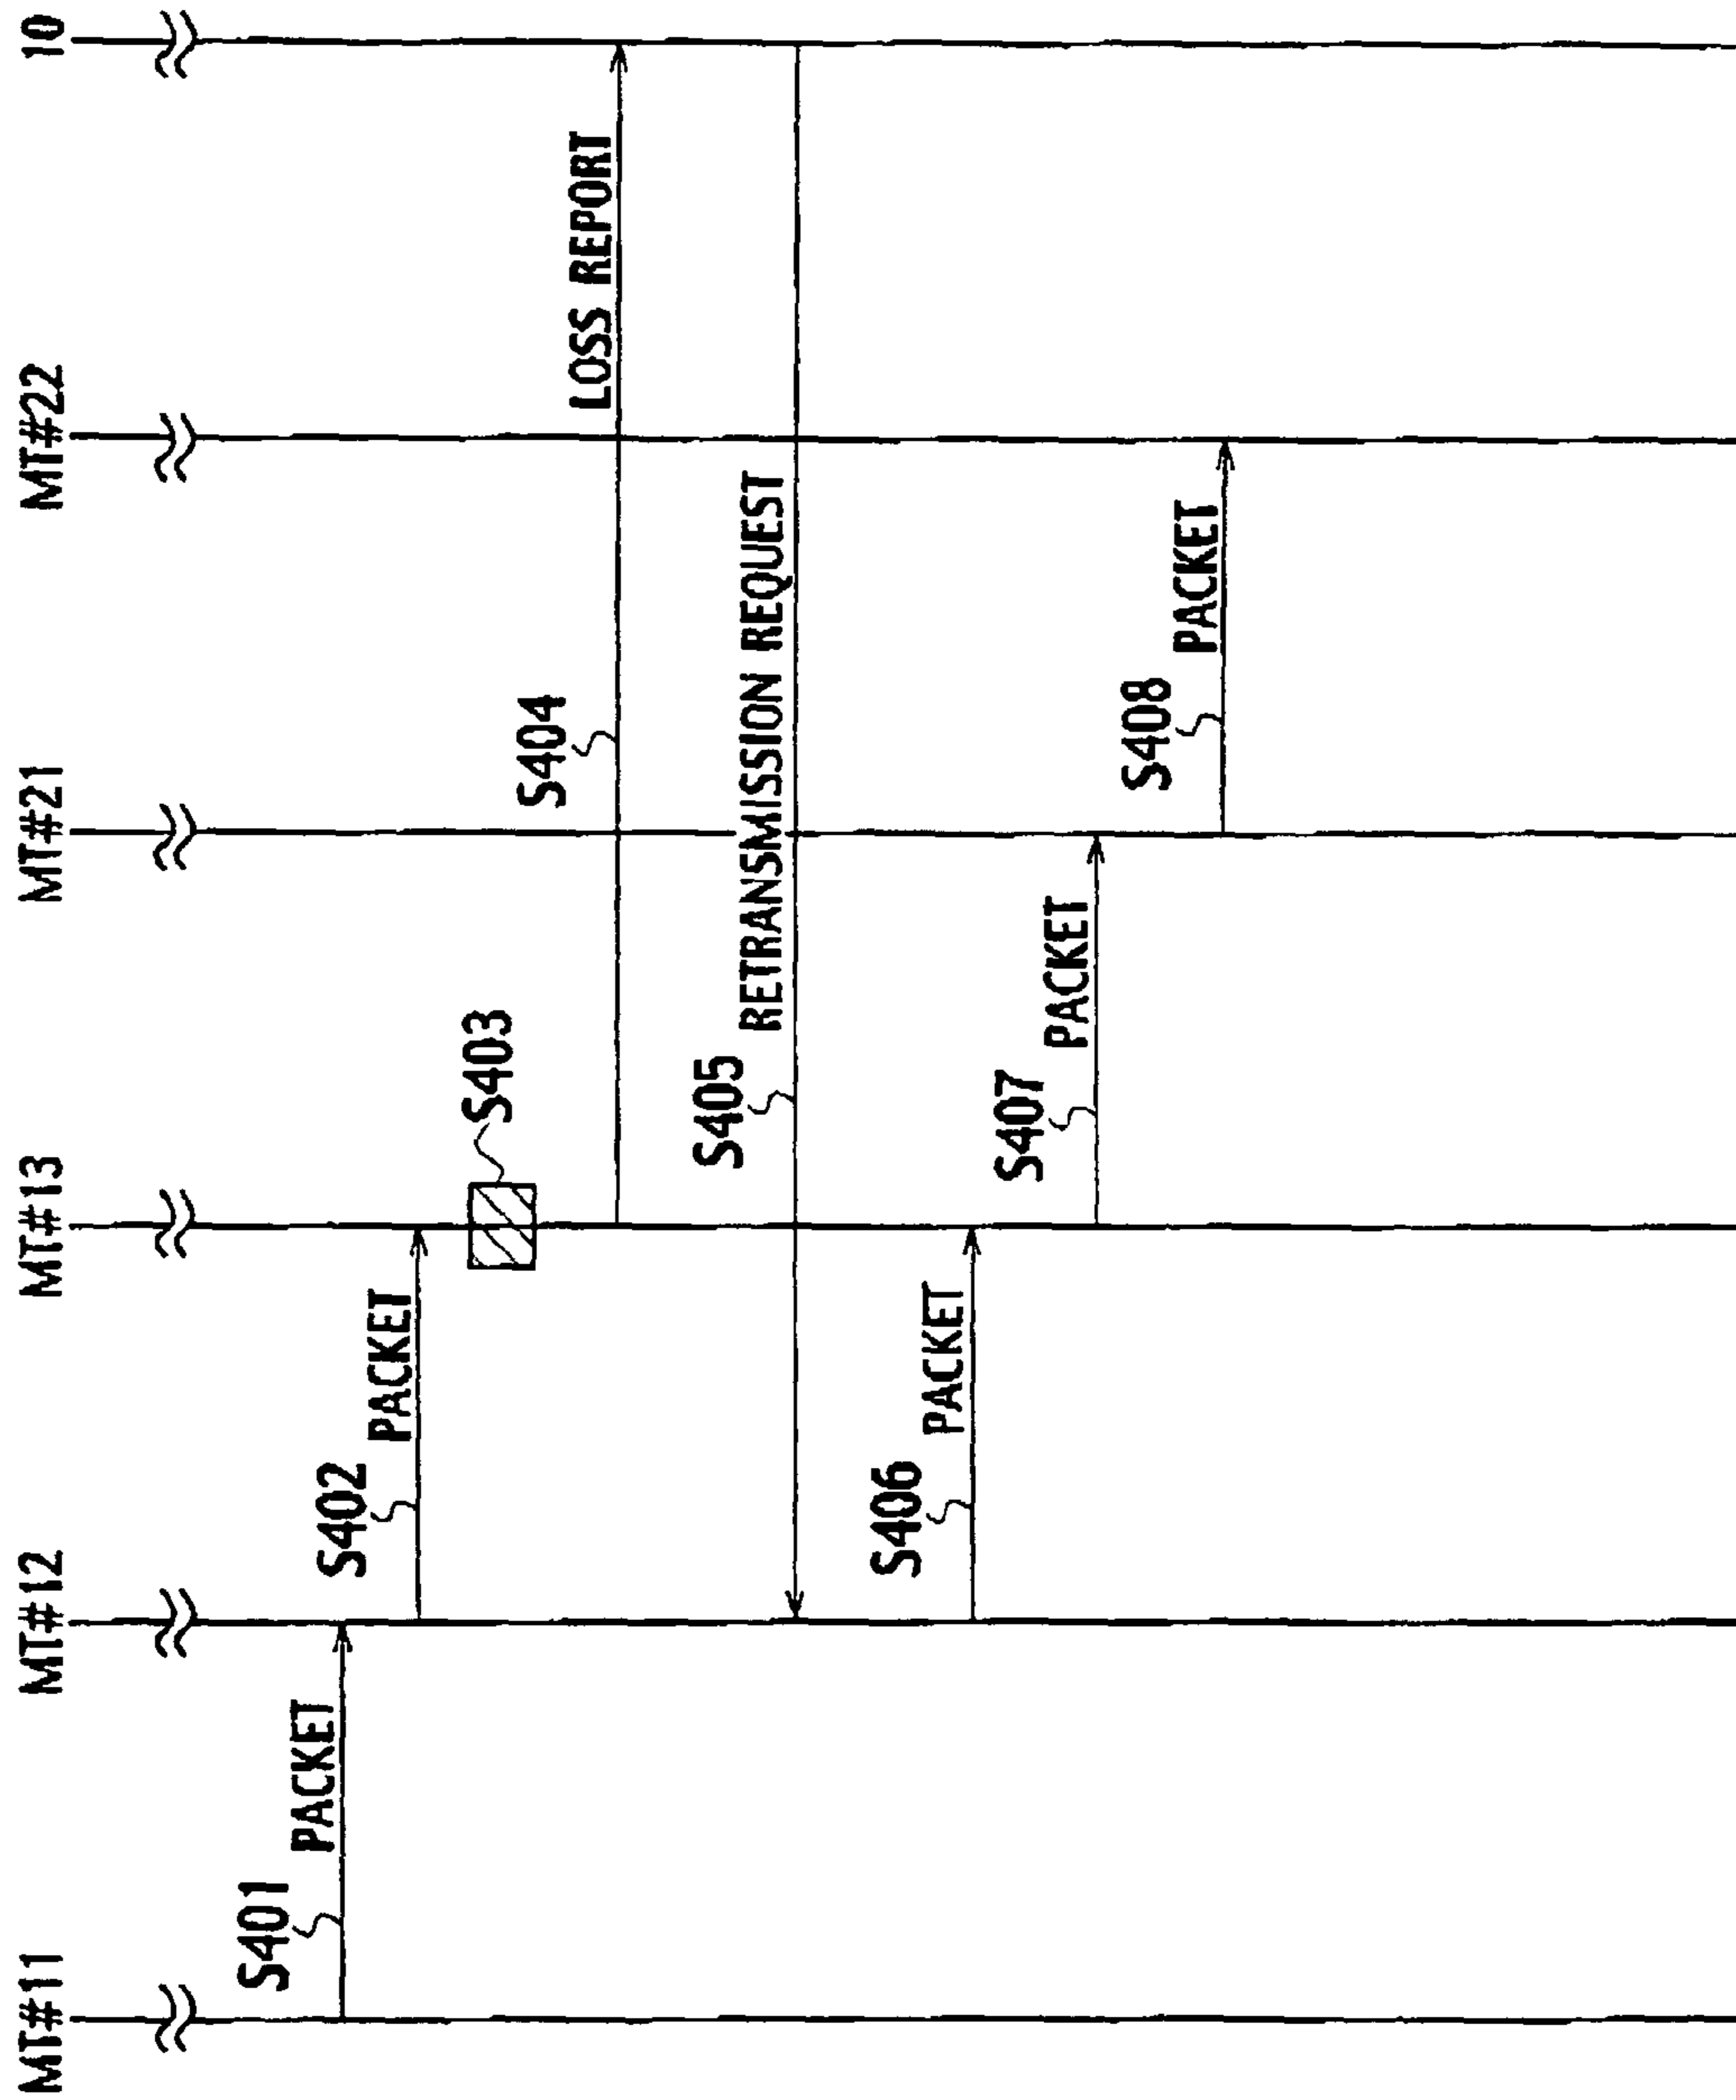 MT#11
MT#12
MT#13
MT#21
MT#22
10
S401
PACKET
S402
PACKET
S403
S404
LOSS REPORT
S405
RETRANSMISSION REQUEST
S406
PACKET
S407
PACKET
S408
PACKET